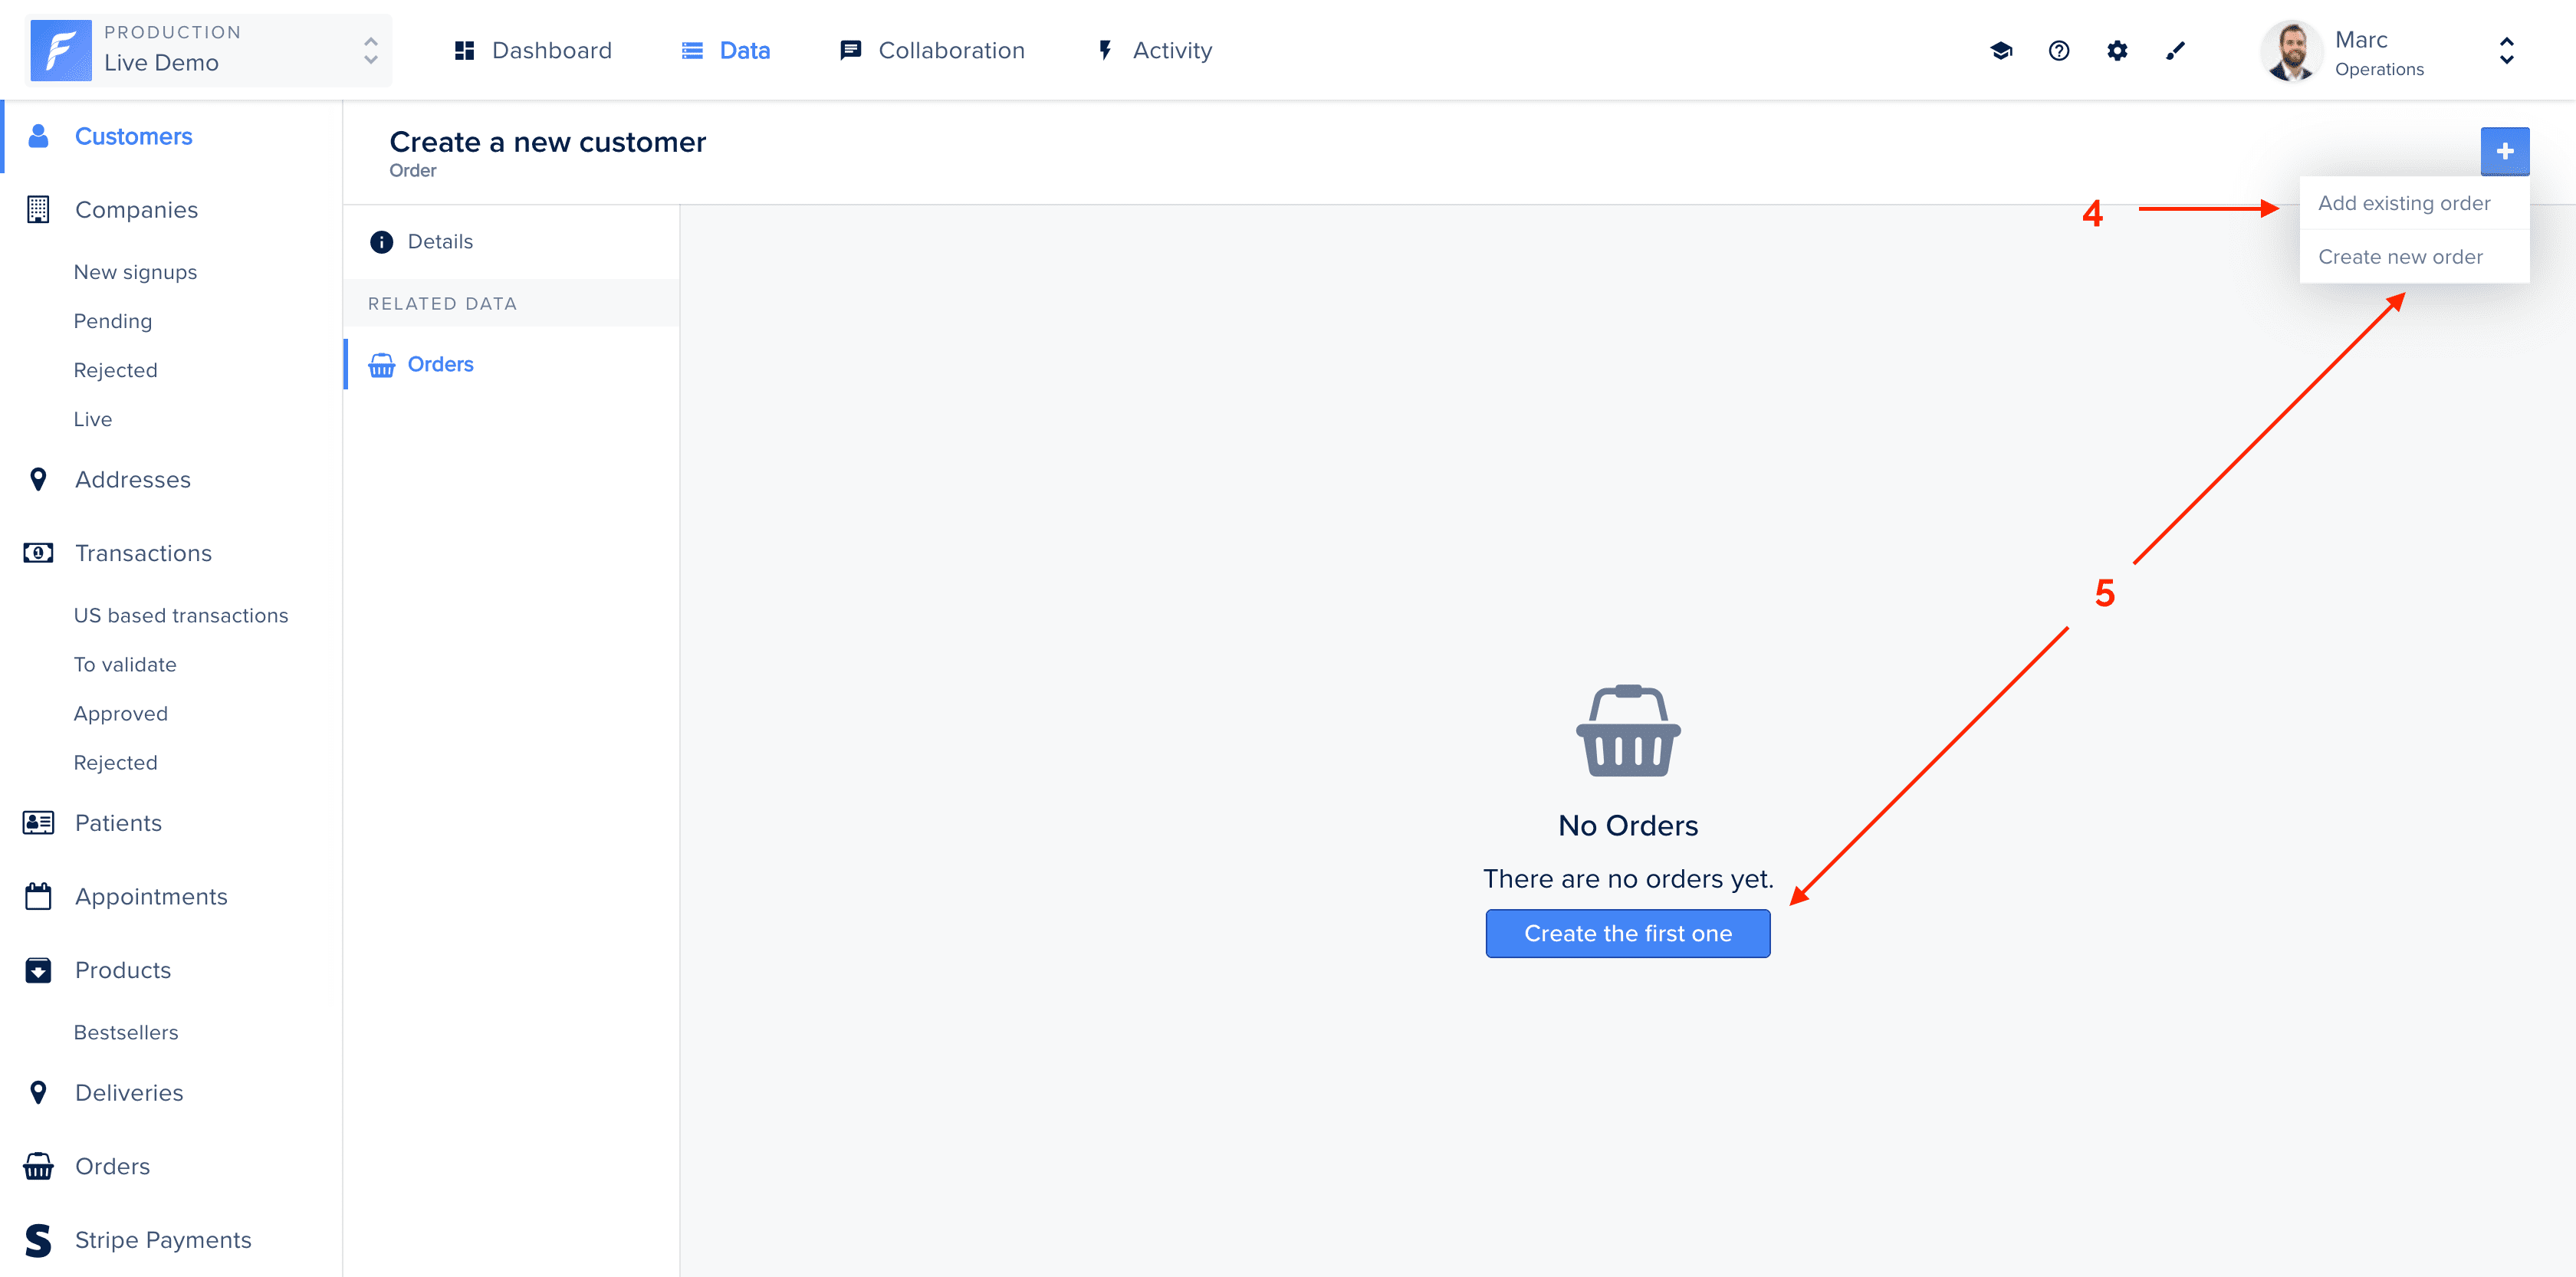 PRODUCTION
Live Demo
Dashboard
Data
Collaboration
Activity
Marc
Operations
Customers
Companies
New signups
Pending
Rejected
Live
Addresses
Transactions
US based transactions
To validate
Approved
Rejected
Patients
Appointments
Products
Bestsellers
Deliveries
Orders
Stripe Payments
Create a new customer
Order
Details
RELATED DATA
Orders
Add existing order
Create new order
4
5
No Orders
There are no orders yet.
Create the first one